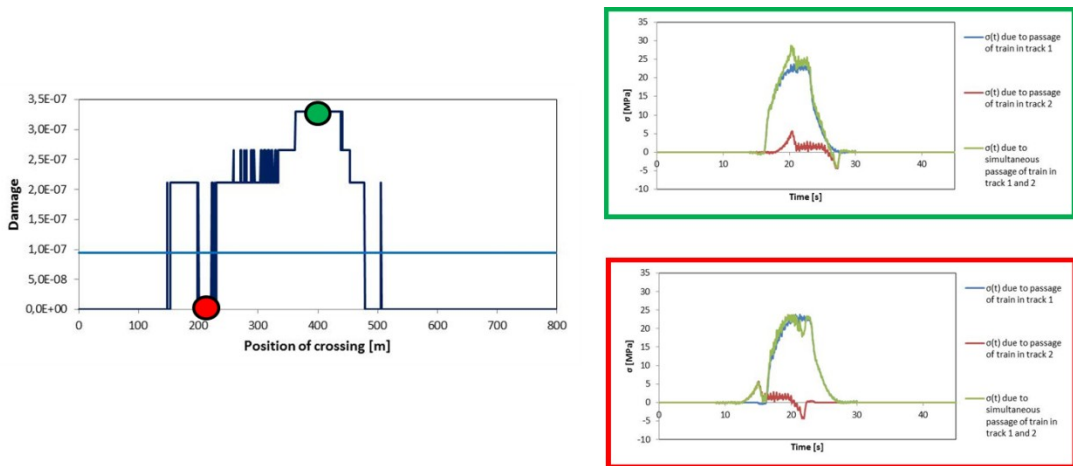 3,5E-07
3,0E-07
2,5E-07
2,0E-07
1,5E-07
1,0E-07
5,0E-08
0,0E+00
Damage
0 100 200 300 400 500 600 700 800
Position of crossing [m]
35
30
25
20
15
10
5
0
-5
-10
σ [MPa]
0 10 20 30 40
Time [s]
σ(t) due to passage
of train in track 1
σ(t) due to passage
of train in track 2
σ(t) due to
simultaneous
passage of train in
track 1 and 2
35
30
25
20
15
10
5
0
-5
-10
σ [MPa]
0 10 20 30 40
Time [s]
σ(t) due to passage
of train in track 1
σ(t) due to passage
of train in track 2
σ(t) due to
simultaneous
passage of train in
track 1 and 2